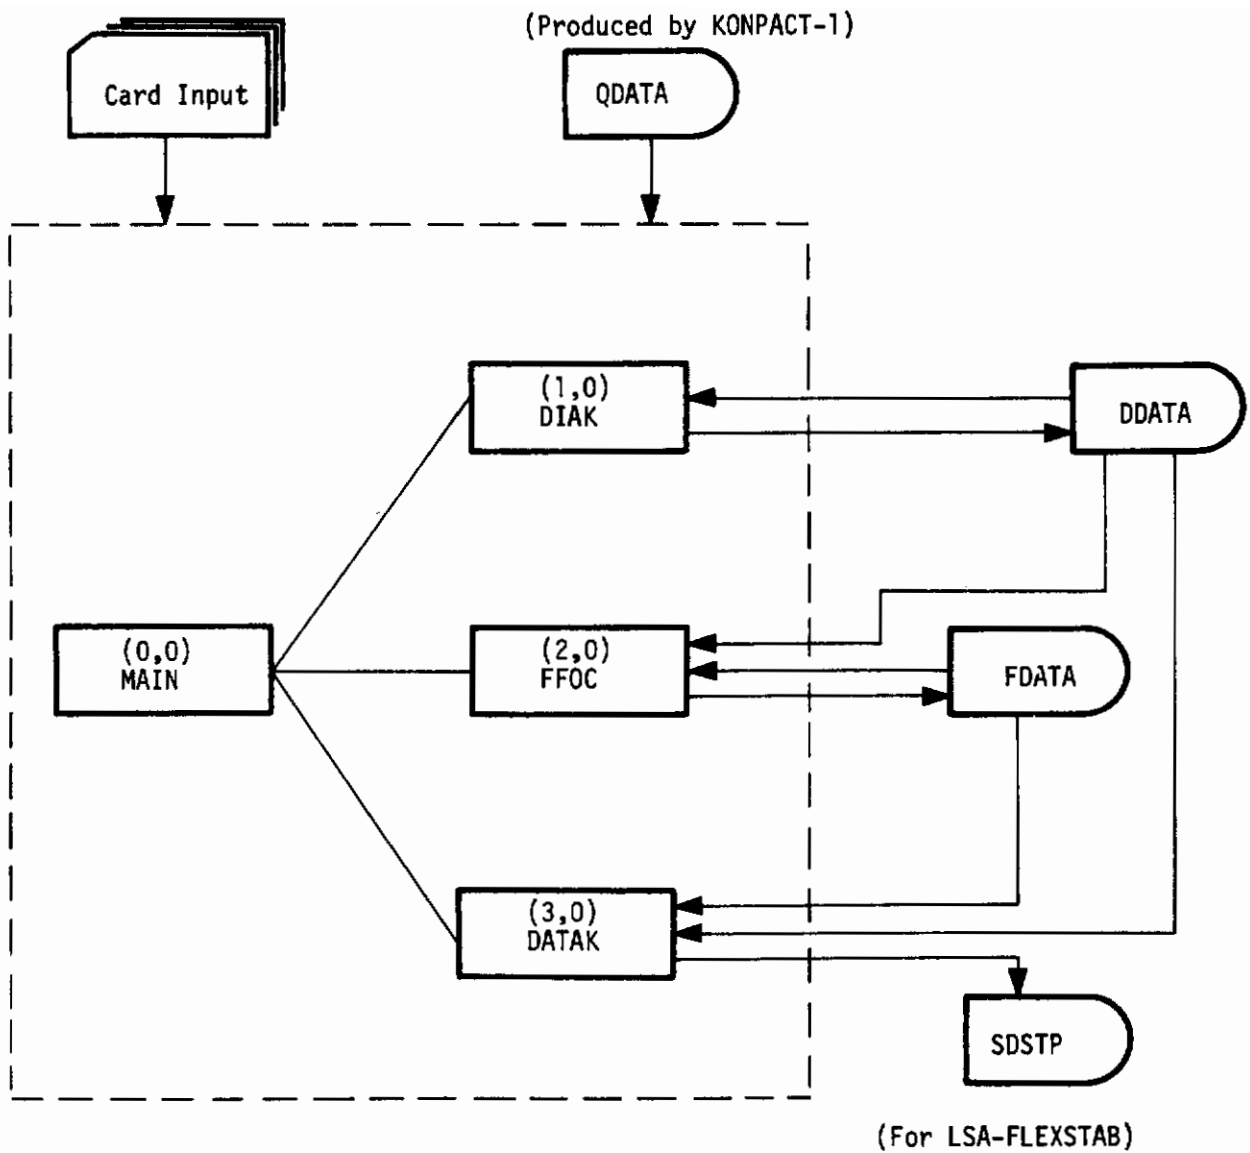 (Produced by KONPACT-1)
Card Input
QDATA
(1,0)
DIAK
DDATA
(0,0)
MAIN
(2,0)
FFOC
FDATA
(3,0)
DATAK
SDSTP
(For LSA-FLEXSTAB)